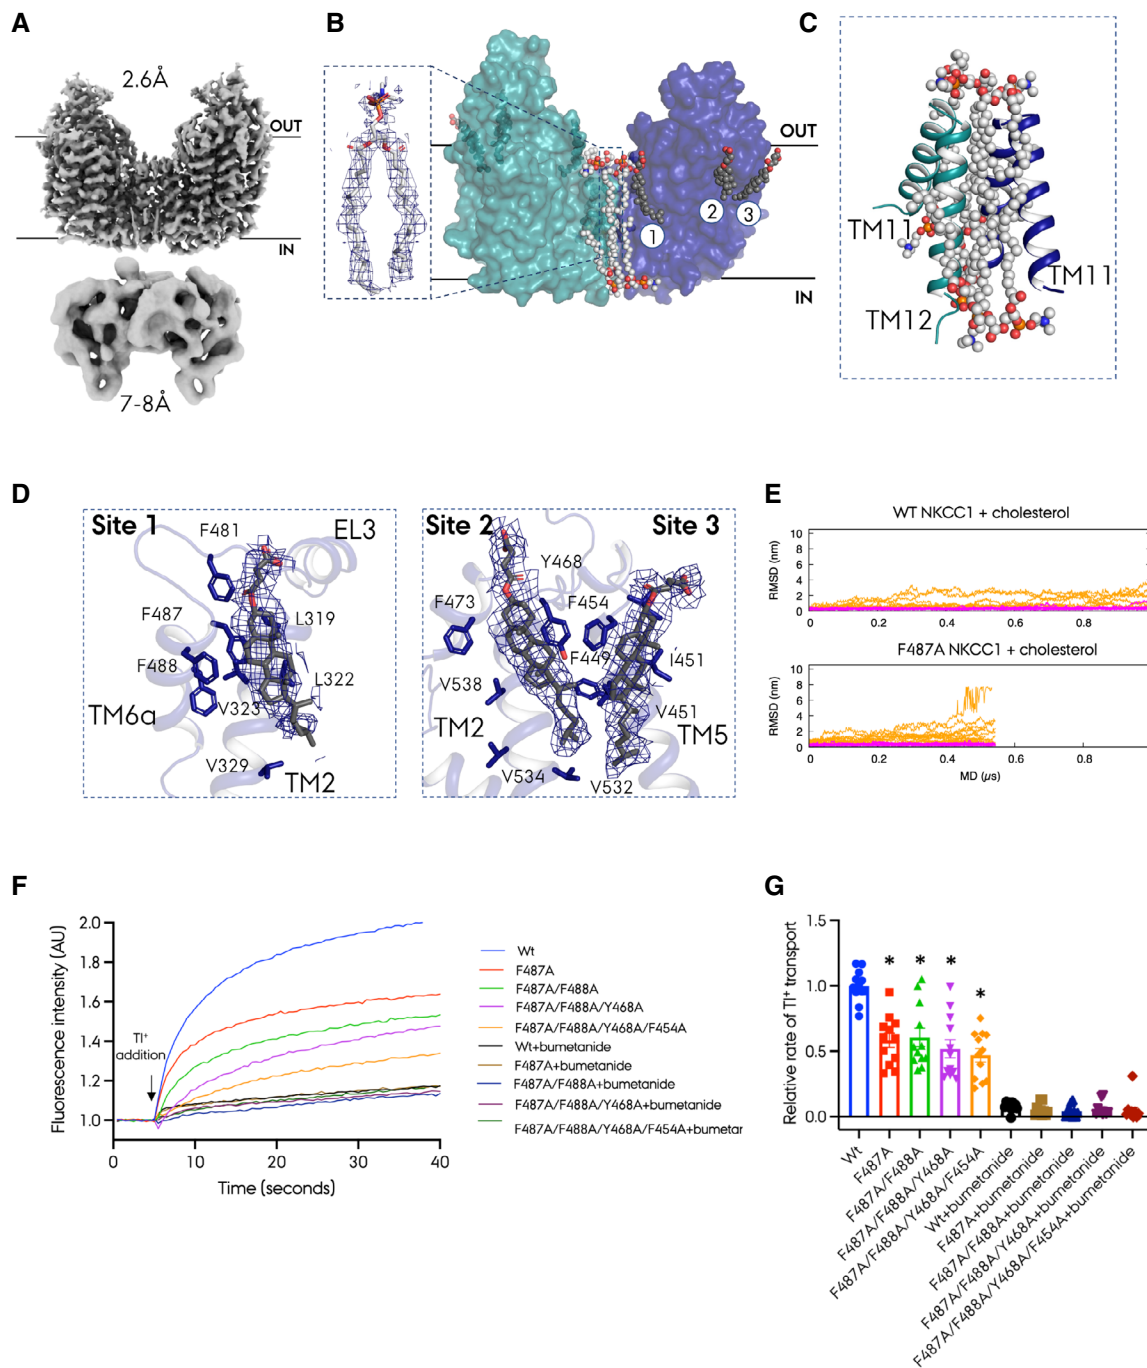 A
2.6Å
OUT
IN
7-8Å
B
OUT
1
2
3
IN
C
TM11
TM11
TM12
D
Site 1
F481
EL3
F487
L319
F488
L322
TM6a
V323
V329
TM2
Site 2
Site 3
Y468
F473
F454
F449
I451
V538
V451
TM2
TM5
V534
V532
E
WT NKCC1 + cholesterol
RMSD (nm)
10
8
6
4
2
0
0.2
0.4
0.6
0.8
F487A NKCC1 + cholesterol
RMSD (nm)
10
8
6
4
2
0
0
0.2
0.4
0.6
0.8
MD (µs)
F
Fluorescence intensity (AU)
2.0
1.8
1.6
1.4
1.2
1.0
Tl⁺
addition
0
10
20
30
40
Time (seconds)
Wt
F487A
F487A/F488A
F487A/F488A/Y468A
F487A/F488A/Y468A/F454A
Wt+bumetanide
F487A+bumetanide
F487A/F488A+bumetanide
F487A/F488A/Y468A+bumetanide
F487A/F488A/Y468A/F454A+bumetar
G
Relative rate of Tl⁺ transport
1.5
1.0
0.5
0.0
* * * *
Wt
F487A
F487A/F488A
F487A/F488A/Y468A
F487A/F488A/Y468A/F454A
Wt+bumetanide
F487A+bumetanide
F487A/F488A+bumetanide
F487A/F488A/Y468A+bumetanide
F487A/F488A/Y468A/F454A+bumetanide